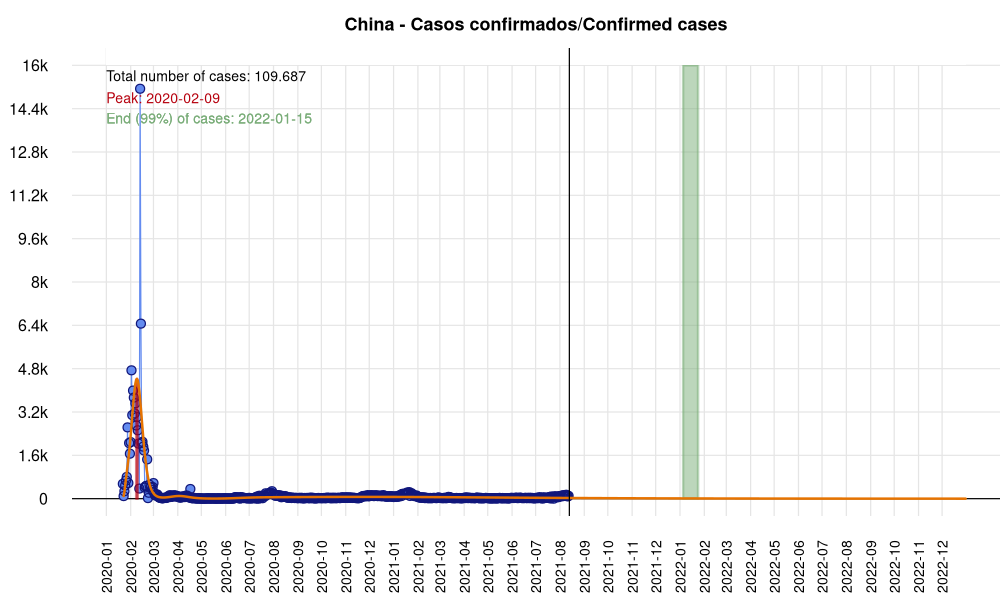 China - Casos confirmados/Confirmed cases
16k
14.4k
12.8k
11.2k
9.6k
8k
6.4k
4.8k
3.2k
1.6k
0
Total number of cases: 109.687
Peak: 2020-02-09
End (99%) of cases: 2022-01-15
2020-01
2020-02
2020-03
2020-04
2020-05
2020-06
2020-07
2020-08
2020-09
2020-10
2020-11
2020-12
2021-01
2021-02
2021-03
2021-04
2021-05
2021-06
2021-07
2021-08
2021-09
2021-10
2021-11
2021-12
2022-01
2022-02
2022-03
2022-04
2022-05
2022-06
2022-07
2022-08
2022-09
2022-10
2022-11
2022-12